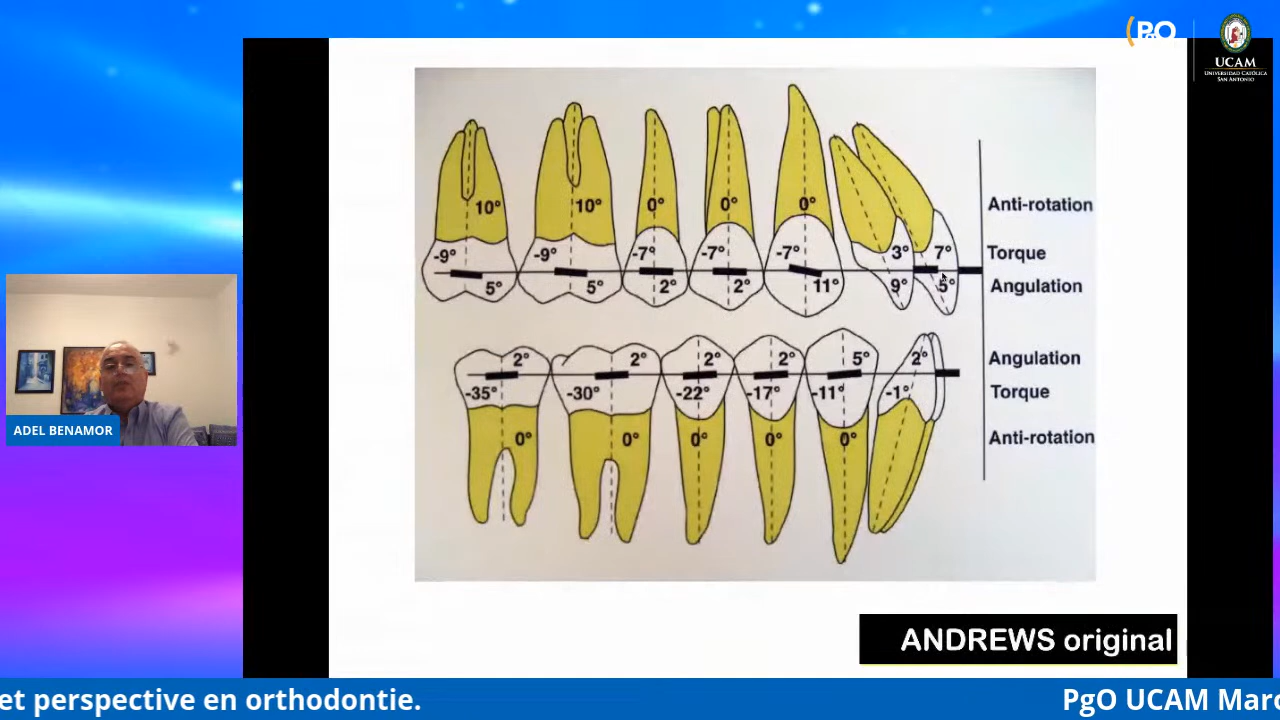 PgO
UCAM
UNIVERSIDAD CATÓLICA
SAN ANTONIO
10° 10° 0° 0° 0° Anti-rotation
-9° -9° -7° -7° -7° 3° 7° Torque
5° 5° 2° 2° 11° 9° 5° Angulation
2° 2° 2° 2° 5° 2° Angulation
-35° -30° -22° -17° -11° -1° Torque
0° 0° 0° 0° 0° Anti-rotation
ADEL BENAMOR
ANDREWS original
et perspective en orthodontie.
PgO UCAM Maro